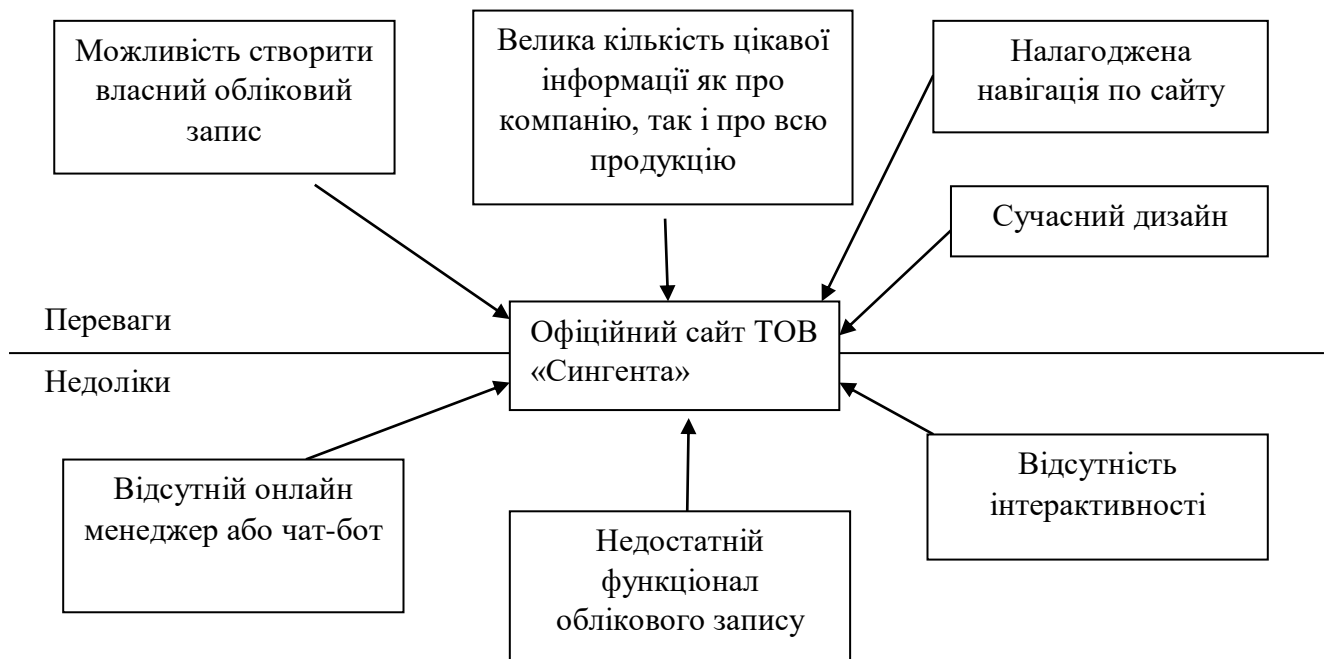 Можливість створити
власний обліковий
запис
Велика кількість цікавої
інформації як про
компанію, так і про всю
продукцію
Налагоджена
навігація по сайту
Сучасний дизайн
Переваги
Офіційний сайт ТОВ
«Сингента»
Недоліки
Відсутній онлайн
менеджер або чат-бот
Недостатній
функціонал
облікового запису
Відсутність
інтерактивності